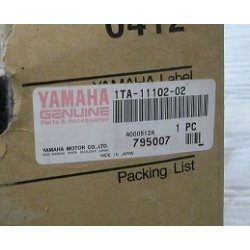 0412
YAMAHA Label
YAMAHA
GENUINE
Parts & Accessories
1TA-11102-02
A000512A
1 PC
YAMAHA MOTOR CO., LTD.
795007
MADE IN JAPAN
Packing List